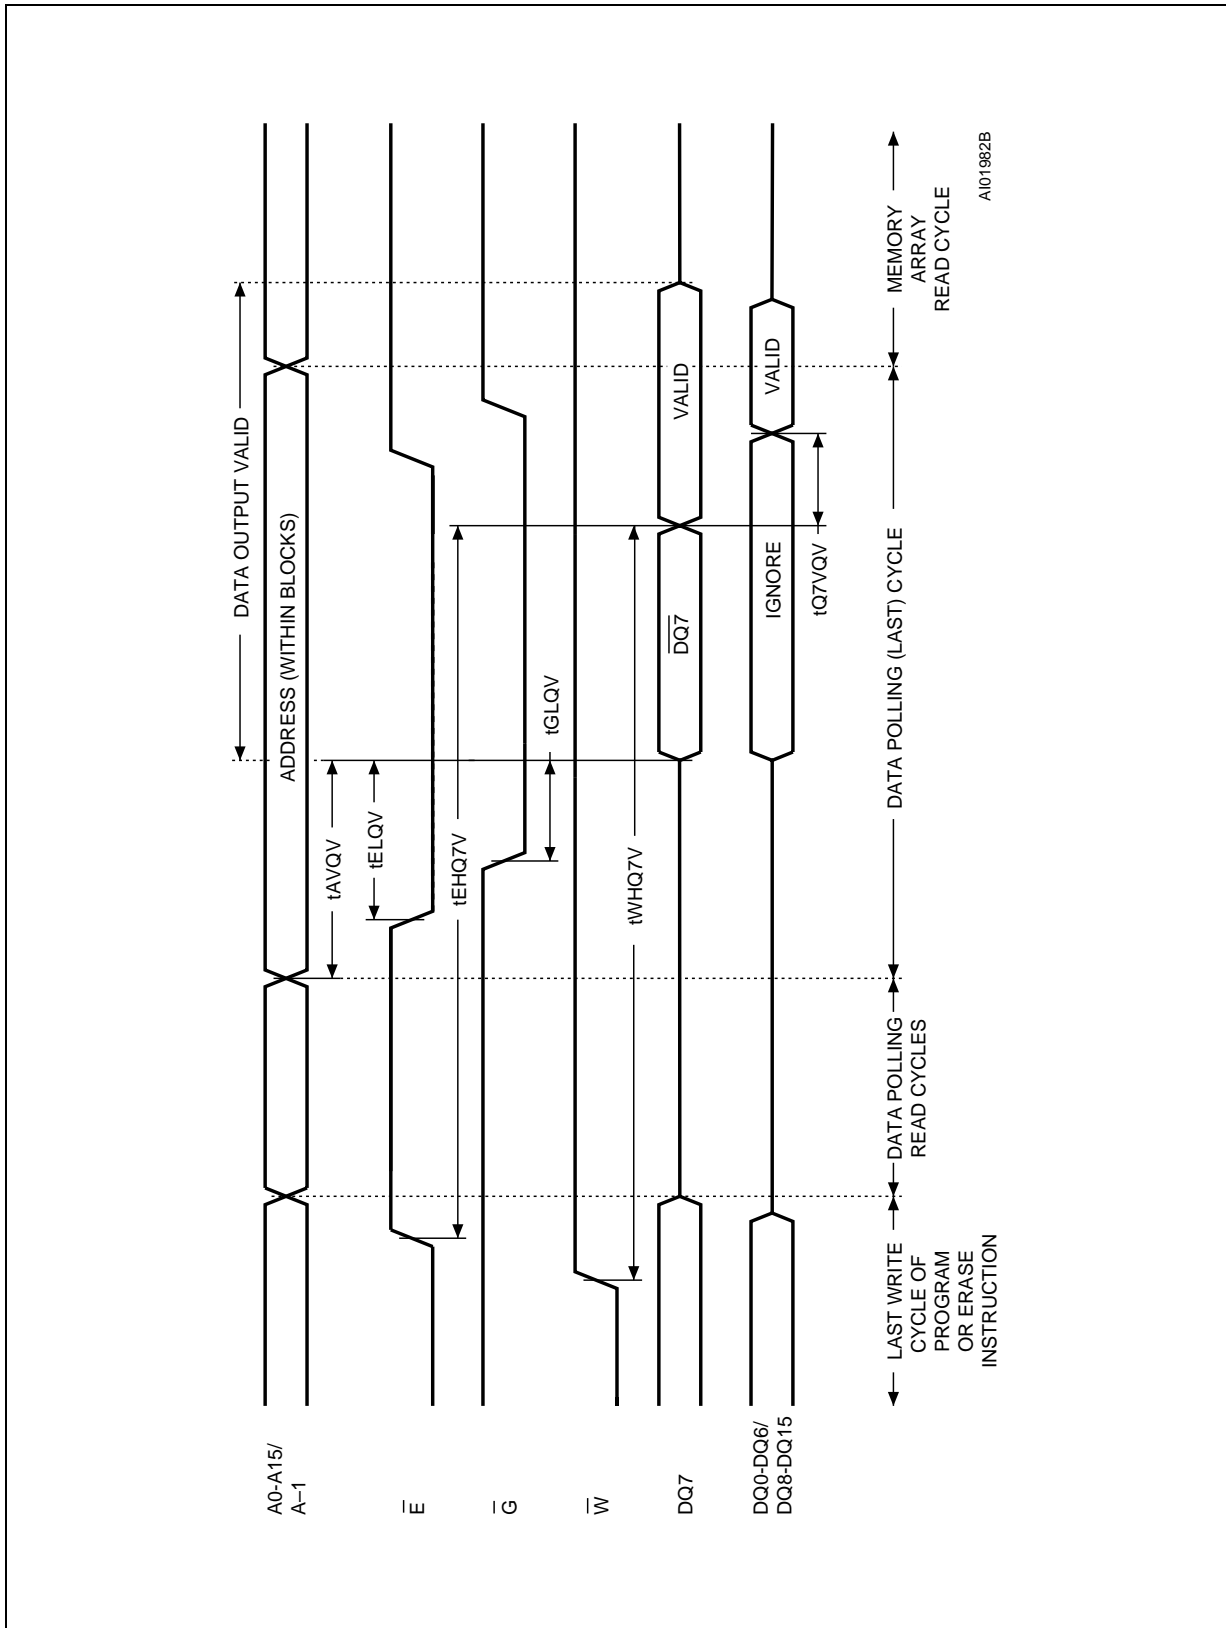 DATA OUTPUT VALID
A0-A15/
A–1
ADDRESS (WITHIN BLOCKS)
tAVQV
tELQV
E
tEHQ7V
G
tGLQV
W
tWHQ7V
DQ7
DQ7
VALID
DQ0-DQ6/
DQ8-DQ15
IGNORE
VALID
tQ7VQV
LAST WRITE
CYCLE OF
PROGRAM
OR ERASE
INSTRUCTION
DATA POLLING
READ CYCLES
DATA POLLING (LAST) CYCLE
MEMORY
ARRAY
READ CYCLE
AI01982B